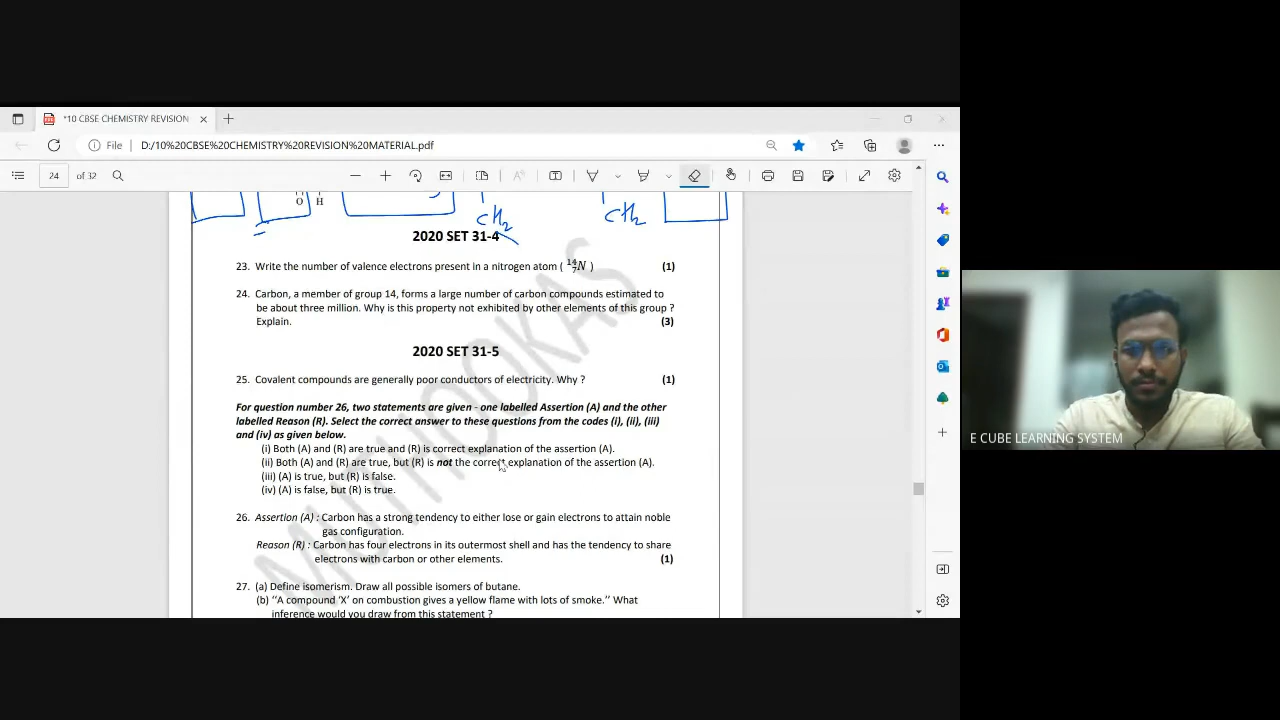 *10 CBSE CHEMISTRY REVISION
File
D:/10%20CBSE%20CHEMISTRY%20REVISION%20MATERIAL.pdf
24 of 32
O H
CH2 CH2
2020 SET 31-4
23. Write the number of valence electrons present in a nitrogen atom ( ¹⁴₇N ) (1)
24. Carbon, a member of group 14, forms a large number of carbon compounds estimated to
be about three million. Why is this property not exhibited by other elements of this group ?
Explain. (3)
2020 SET 31-5
25. Covalent compounds are generally poor conductors of electricity. Why ? (1)
For question number 26, two statements are given - one labelled Assertion (A) and the other
labelled Reason (R). Select the correct answer to these questions from the codes (i), (ii), (iii)
and (iv) as given below.
(i) Both (A) and (R) are true and (R) is correct explanation of the assertion (A).
(ii) Both (A) and (R) are true, but (R) is not the correct explanation of the assertion (A).
(iii) (A) is true, but (R) is false.
(iv) (A) is false, but (R) is true.
26. Assertion (A) : Carbon has a strong tendency to either lose or gain electrons to attain noble
gas configuration.
Reason (R) : Carbon has four electrons in its outermost shell and has the tendency to share
electrons with carbon or other elements. (1)
27. (a) Define isomerism. Draw all possible isomers of butane.
(b) ‘‘A compound ‘X’ on combustion gives a yellow flame with lots of smoke.’’ What
inference would you draw from this statement ?
MUTHOOKAS
E CUBE LEARNING SYSTEM